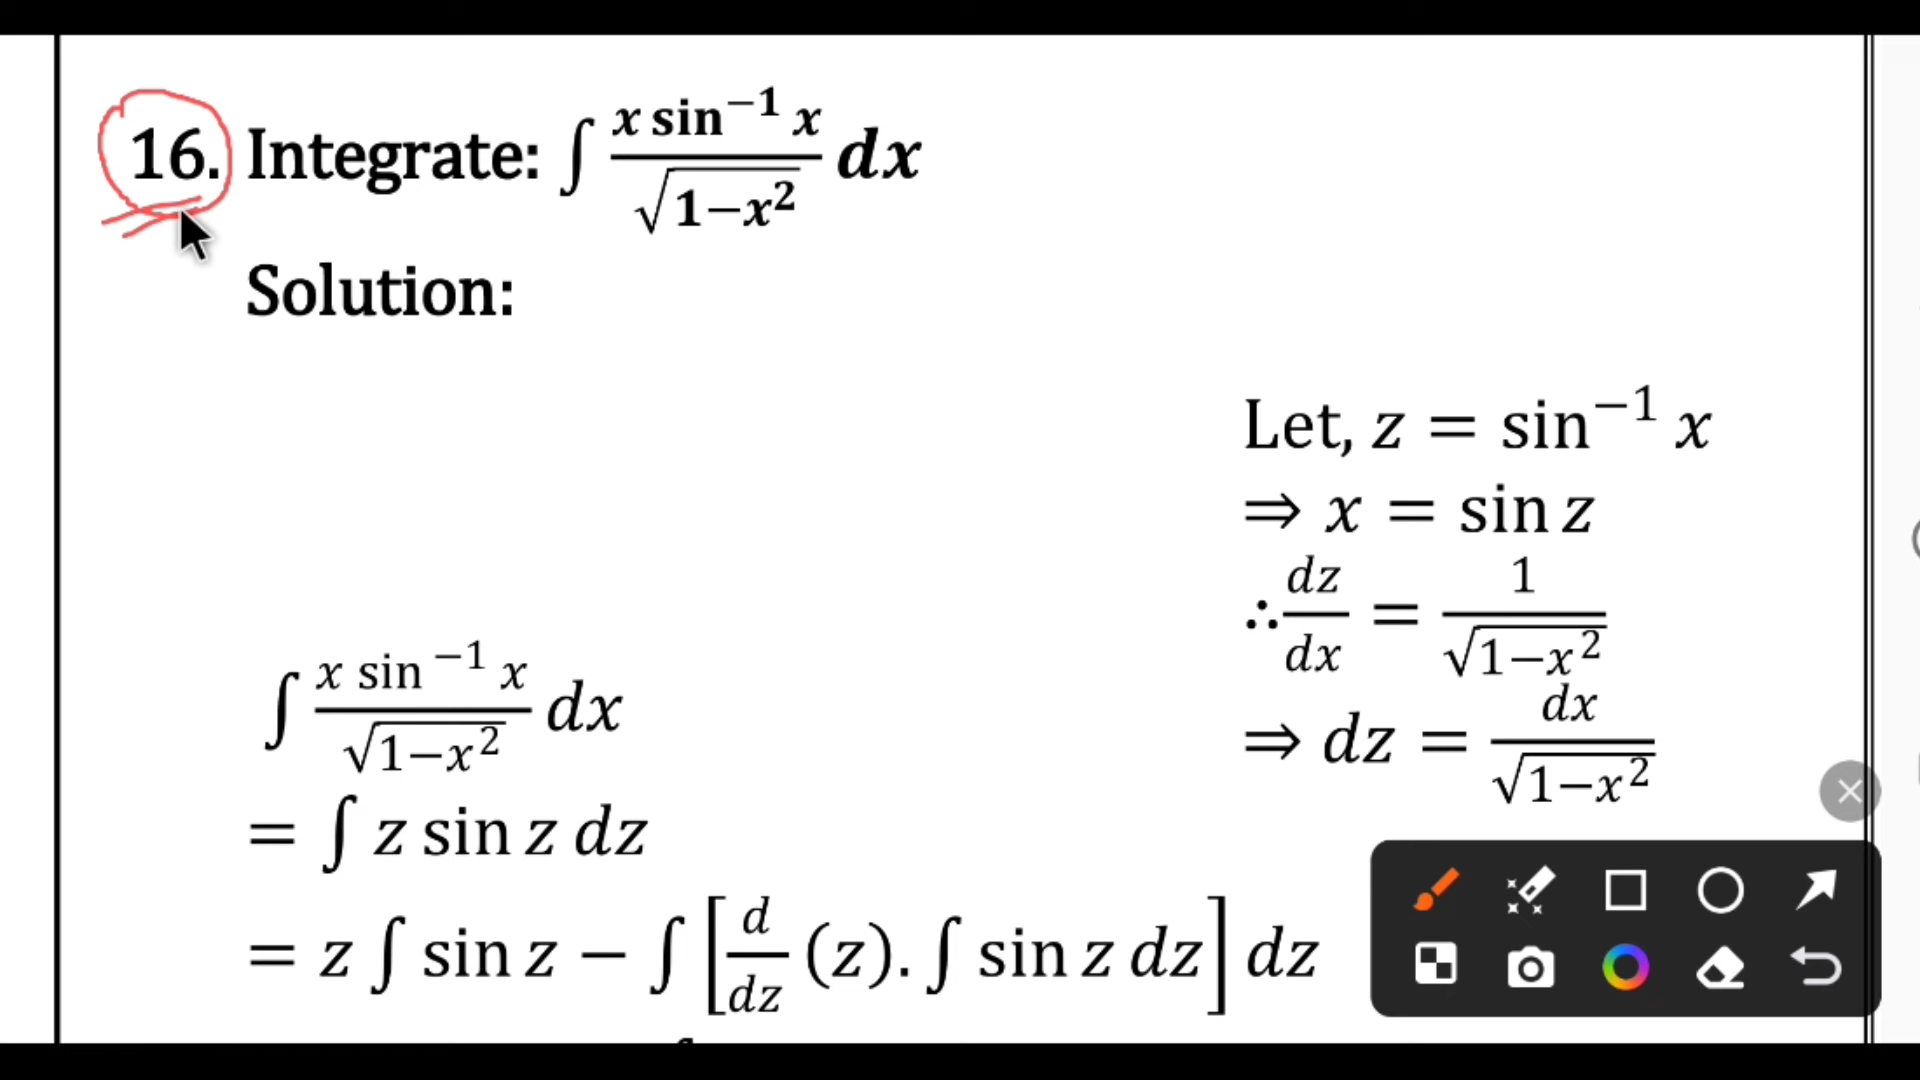 16. Integrate: ∫ x sin⁻¹ x / √1−x² dx
Solution:
Let, z = sin⁻¹ x
⇒ x = sin z
∴ dz/dx = 1/√1−x²
⇒ dz = dx/√1−x²
∫ x sin⁻¹ x / √1−x² dx
= ∫ z sin z dz
= z ∫ sin z − ∫ [d/dz (z). ∫ sin z dz] dz